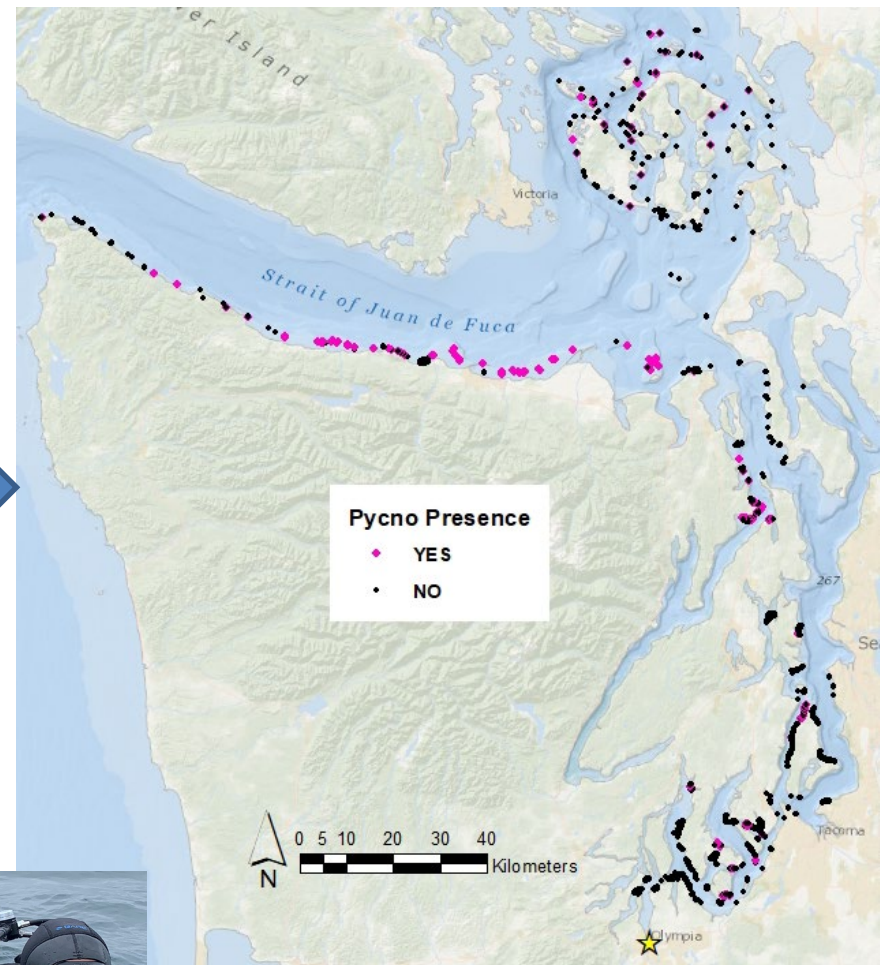 er Island
Victoria
Strait of Juan de Fuca
Pycno Presence
YES
NO
267
Se
0 5 10 20 30 40
Kilometers
N
Tacoma
Olympia